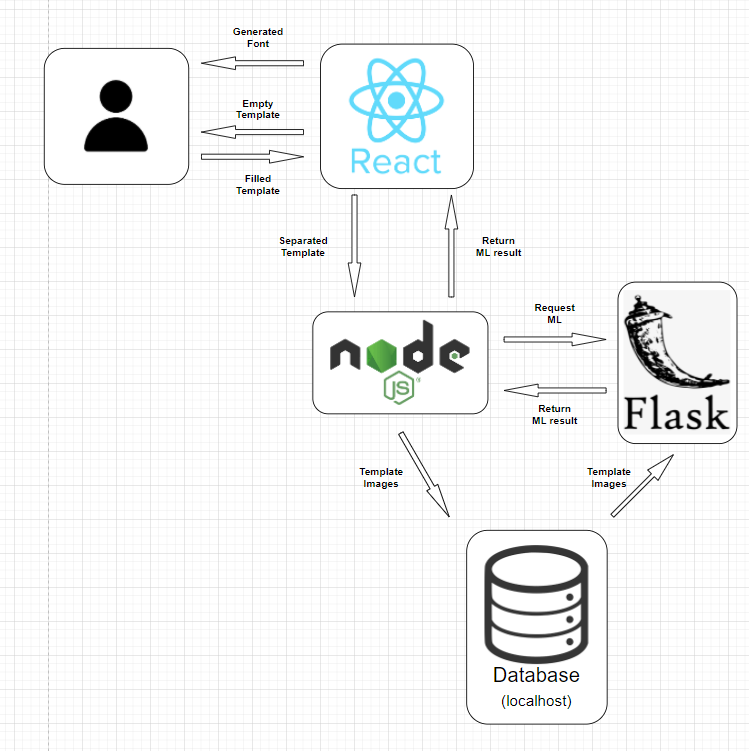 Generated
Font
Empty
Template
Filled
Template
React
Separated
Template
Return
ML result
node
JS
Request
ML
Return
ML result
Flask
Template
Images
Template
Images
Database
(localhost)